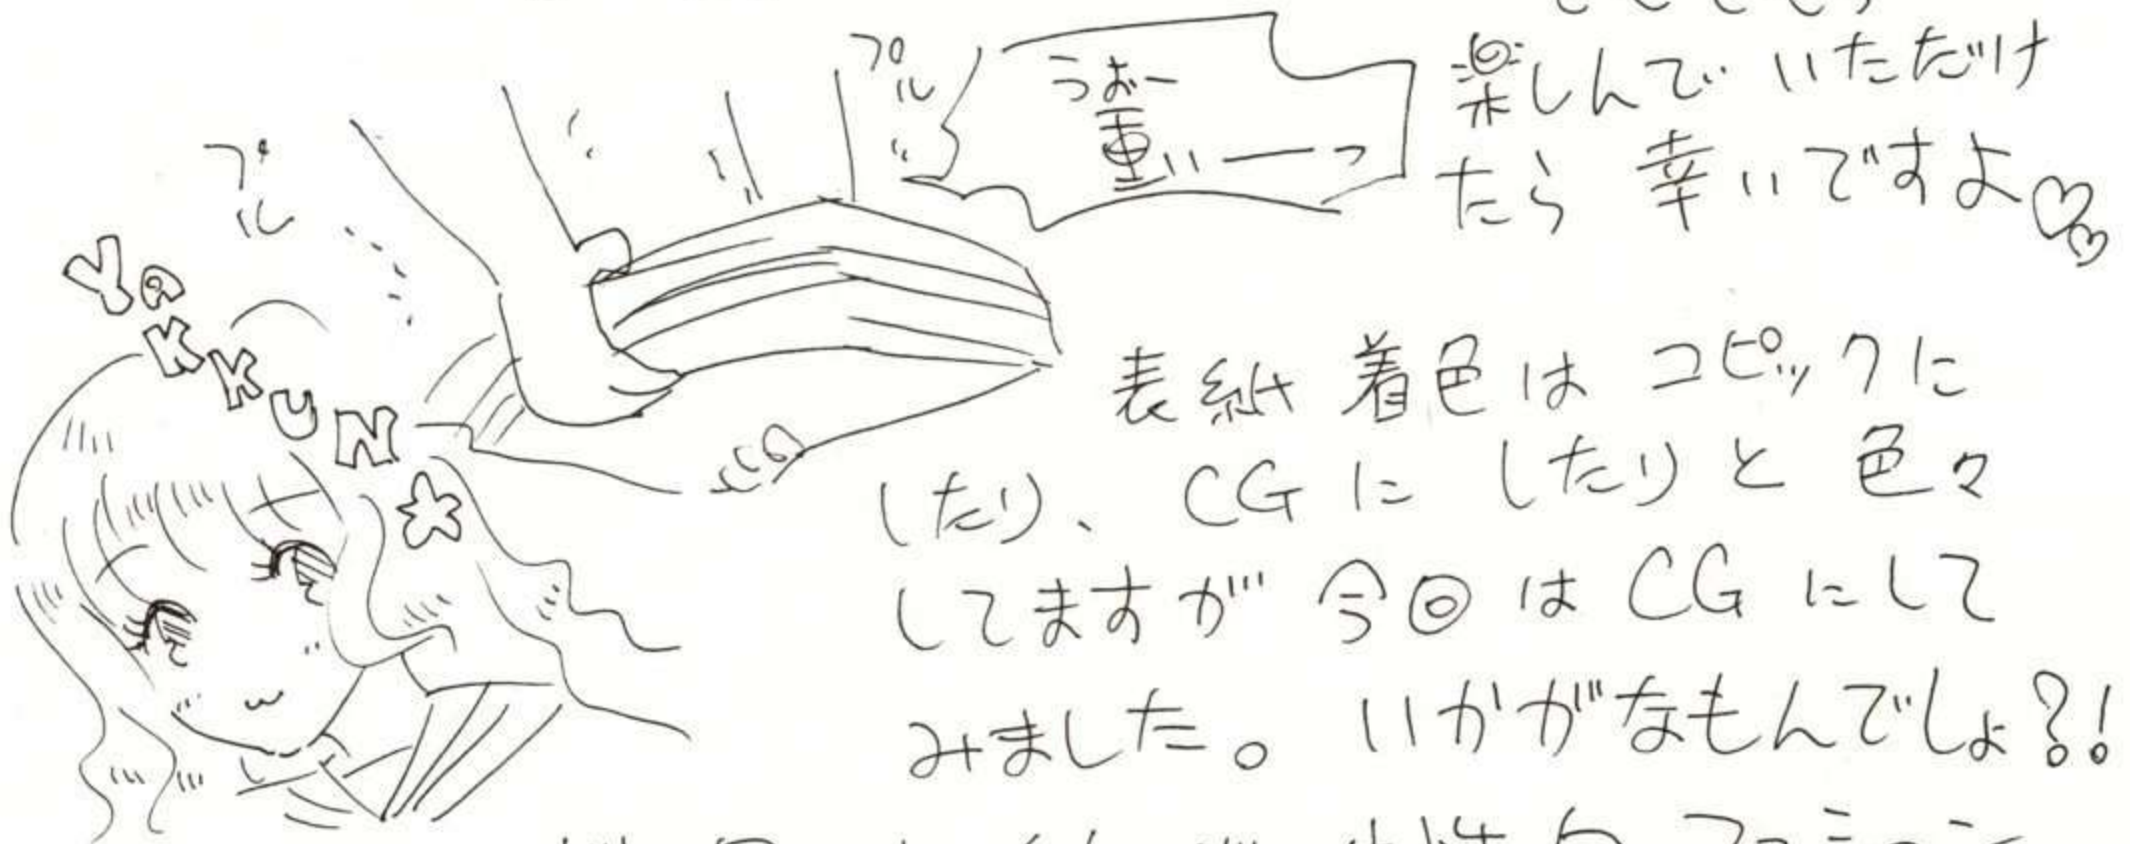 楽しんで いただけ
たら 幸いですよ♡♡
うおー
重いーーっ
プル
プル
YAKKUN☆
表紙 着色は コピックに
したり、CGに したりと 色々
してますが 今回は CGにして
みました。 いかがなもんでしょ?!